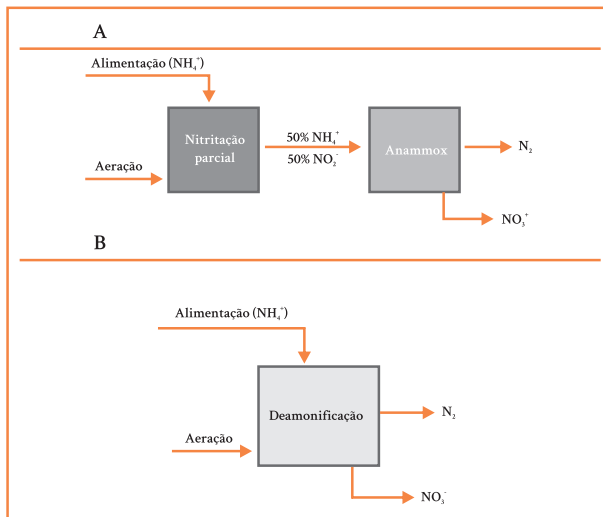 A
Alimentação (NH₄⁺)
Nitritação
parcial
Aeração
50% NH₄⁺
50% NO₂⁻
Anammox
N₂
NO₃⁺
B
Alimentação (NH₄⁺)
Deamonificação
Aeração
N₂
NO₃⁻